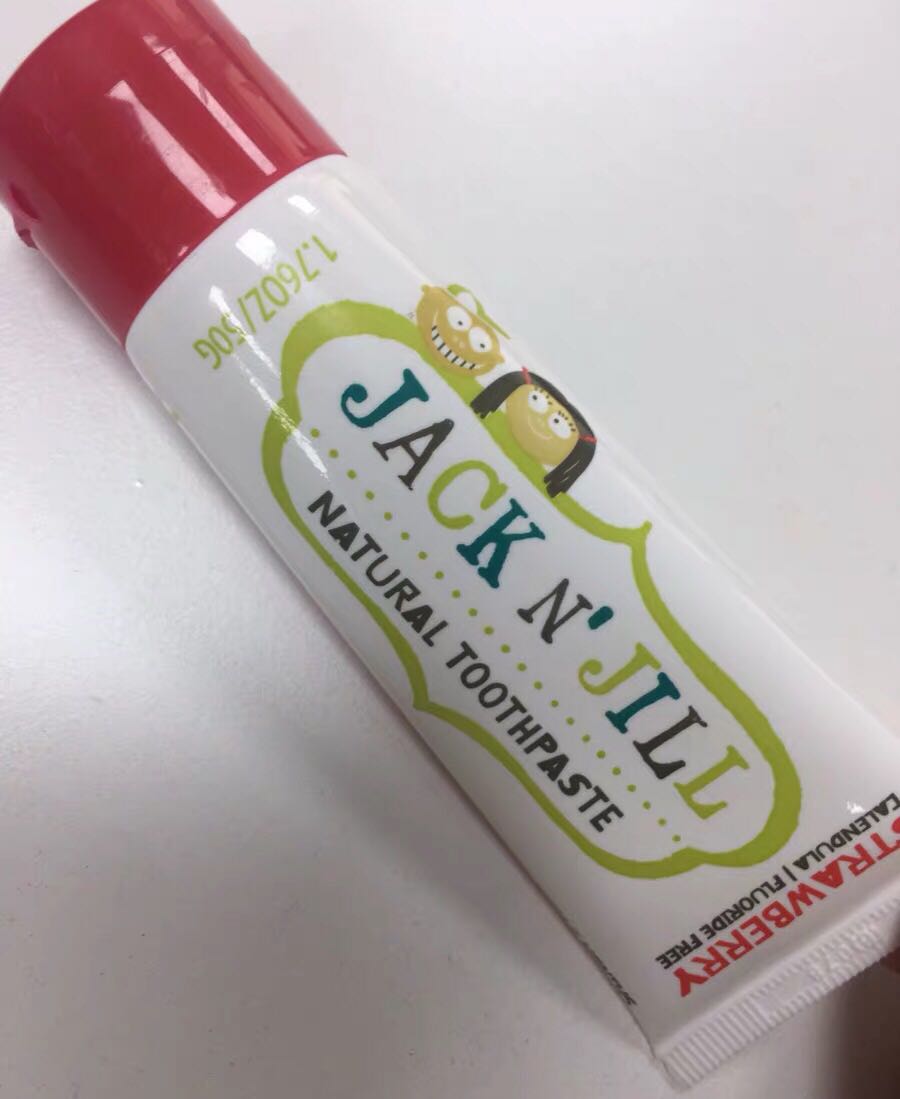 1.76OZ/50G
JACK N' JILL
NATURAL TOOTHPASTE
STRAWBERRY
CALENDULA | FLUORIDE FREE